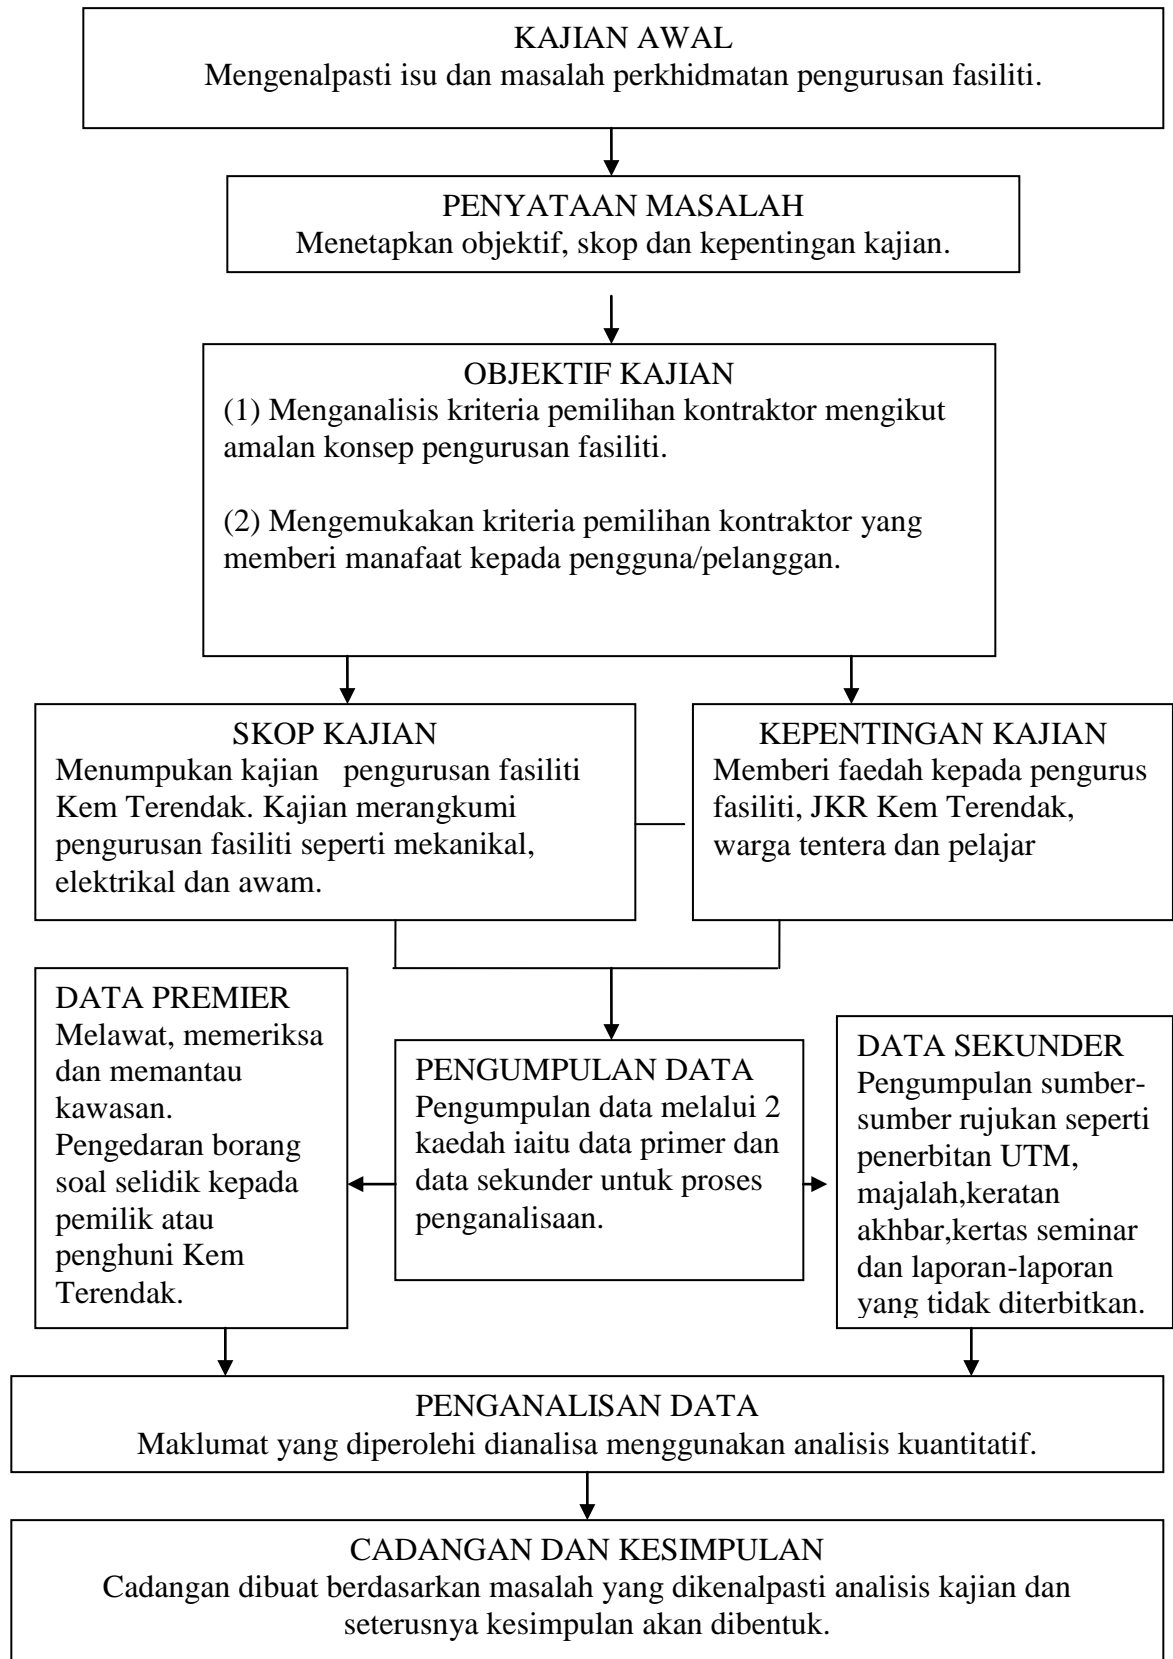 KAJIAN AWAL
Mengenalpasti isu dan masalah perkhidmatan pengurusan fasiliti.
PENYATAAN MASALAH
Menetapkan objektif, skop dan kepentingan kajian.
OBJEKTIF KAJIAN
(1) Menganalisis kriteria pemilihan kontraktor mengikut
amalan konsep pengurusan fasiliti.
(2) Mengemukakan kriteria pemilihan kontraktor yang
memberi manafaat kepada pengguna/pelanggan.
SKOP KAJIAN
Menumpukan kajian pengurusan fasiliti
Kem Terendak. Kajian merangkumi
pengurusan fasiliti seperti mekanikal,
elektrikal dan awam.
KEPENTINGAN KAJIAN
Memberi faedah kepada pengurus
fasiliti, JKR Kem Terendak,
warga tentera dan pelajar
DATA PREMIER
Melawat, memeriksa
dan memantau
kawasan.
Pengedaran borang
soal selidik kepada
pemilik atau
penghuni Kem
Terendak.
PENGUMPULAN DATA
Pengumpulan data melalui 2
kaedah iaitu data primer dan
data sekunder untuk proses
penganalisaan.
DATA SEKUNDER
Pengumpulan sumber-
sumber rujukan seperti
penerbitan UTM,
majalah,keratan
akhbar,kertas seminar
dan laporan-laporan
yang tidak diterbitkan.
PENGANALISAN DATA
Maklumat yang diperolehi dianalisa menggunakan analisis kuantitatif.
CADANGAN DAN KESIMPULAN
Cadangan dibuat berdasarkan masalah yang dikenalpasti analisis kajian dan
seterusnya kesimpulan akan dibentuk.